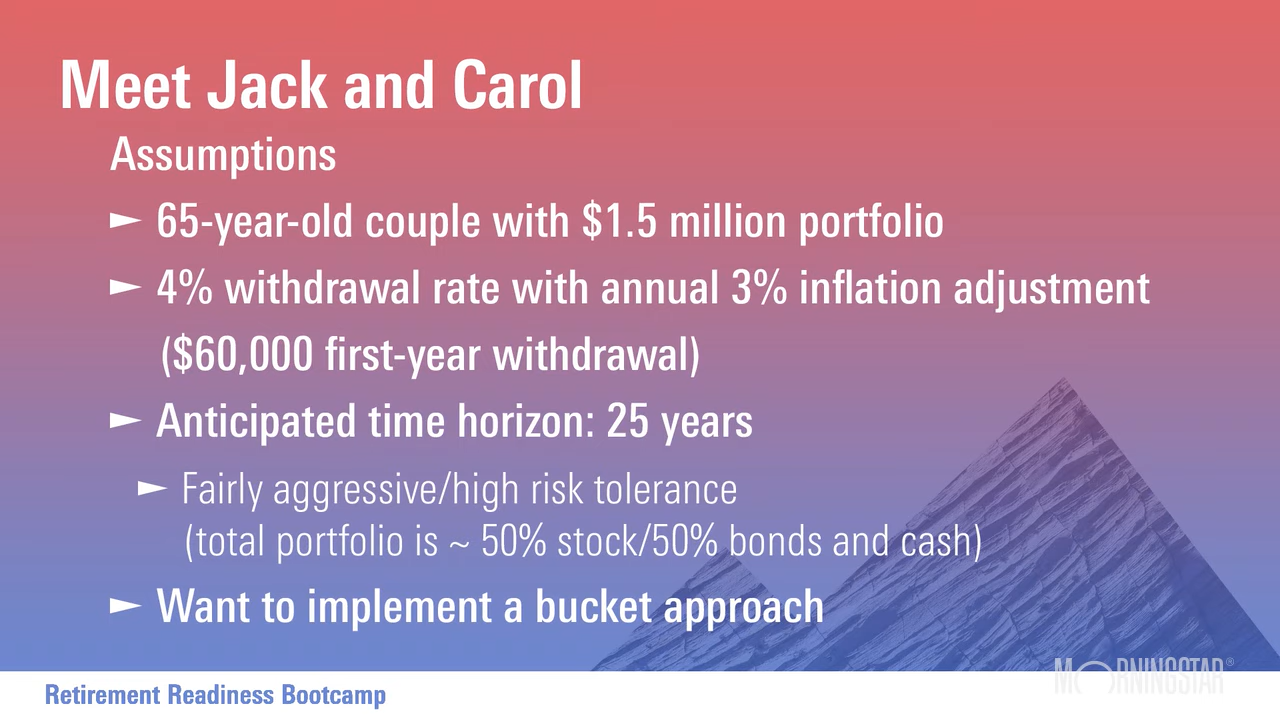 Meet Jack and Carol
Assumptions
► 65-year-old couple with $1.5 million portfolio
► 4% withdrawal rate with annual 3% inflation adjustment
($60,000 first-year withdrawal)
► Anticipated time horizon: 25 years
► Fairly aggressive/high risk tolerance
(total portfolio is ~ 50% stock/50% bonds and cash)
► Want to implement a bucket approach
MORNINGSTAR®
Retirement Readiness Bootcamp